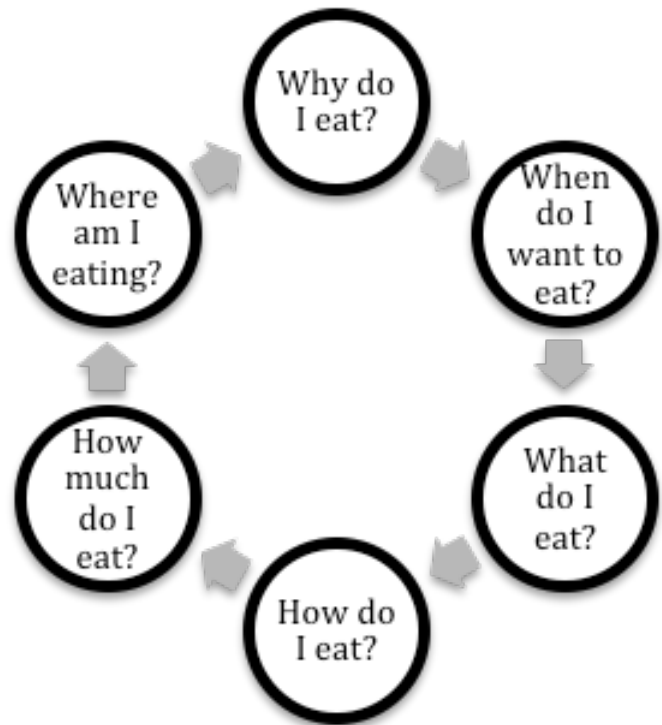 Why do
I eat?
When
do I
want to
eat?
What
do I
eat?
How do
I eat?
How
much
do I
eat?
Where
am I
eating?